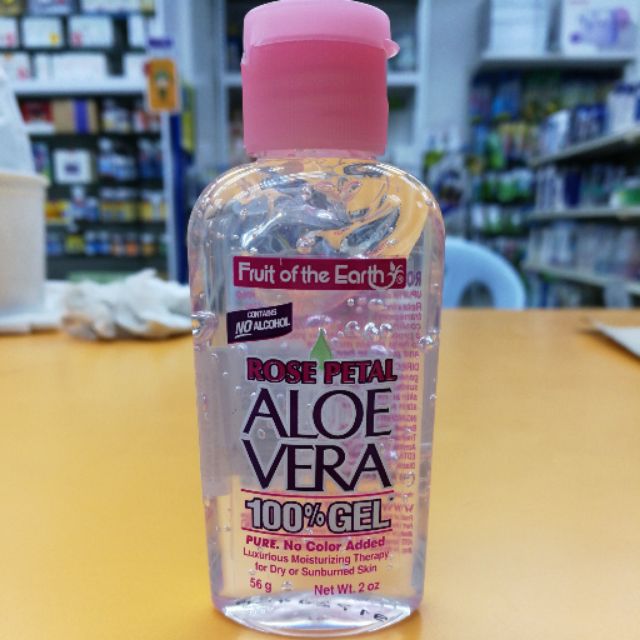 Fruit of the Earth®
CONTAINS
NO ALCOHOL
ROSE PETAL
ALOE
VERA
100% GEL
PURE. No Color Added
Luxurious Moisturizing Therapy
for Dry or Sunburned Skin
56 g Net Wt. 2 oz